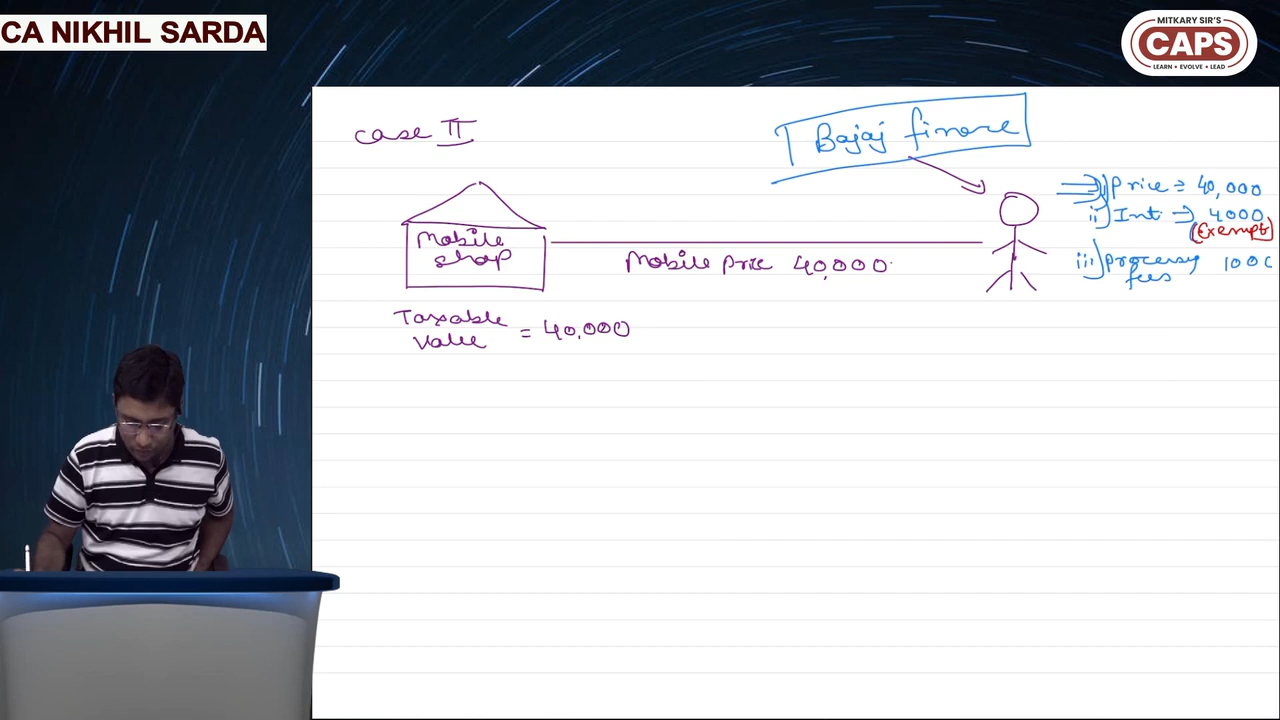 CA NIKHIL SARDA
MITKARY SIR'S
CAPS
LEARN • EVOLVE • LEAD
Case II
Bajaj finance
Mobile
shop
Mobile price 40,000
i) Price = 40,000
ii) Int. ⇒ 4000
(Exempt)
iii) Processy 1000
fees
Taxable
Value = 40,000